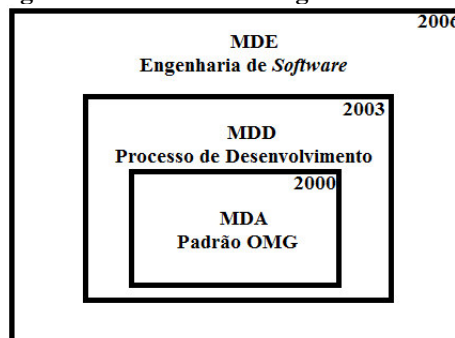 2006
MDE
Engenharia de Software
2003
MDD
Processo de Desenvolvimento
2000
MDA
Padrão OMG